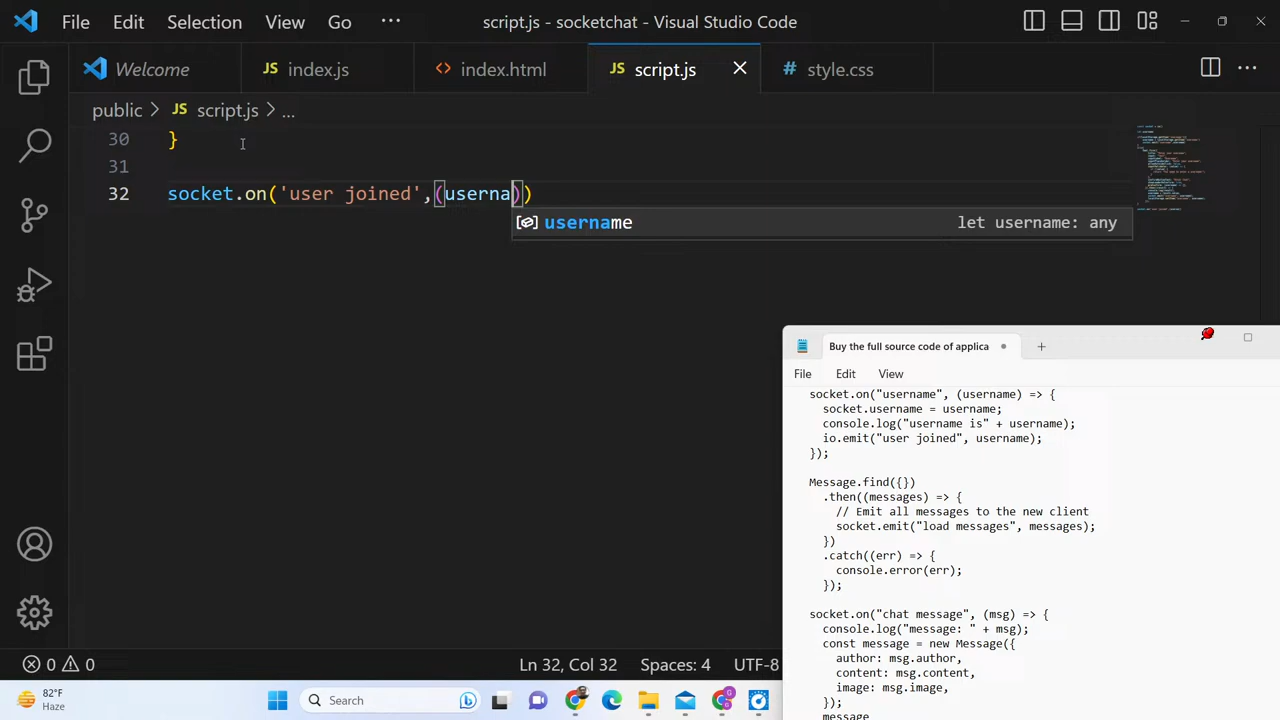 File Edit Selection View Go ··· script.js - socketchat - Visual Studio Code
Welcome JS index.js <> index.html JS script.js # style.css ···
public > JS script.js > ...
30 }
31
32 socket.on('user joined',(userna))
username let username: any
Buy the full source code of applica
File Edit View
socket.on("username", (username) => {
socket.username = username;
console.log("username is" + username);
io.emit("user joined", username);
});
Message.find({})
.then((messages) => {
// Emit all messages to the new client
socket.emit("load messages", messages);
})
.catch((err) => {
console.error(err);
});
socket.on("chat message", (msg) => {
console.log("message: " + msg);
const message = new Message({
author: msg.author,
content: msg.content,
image: msg.image,
});
message
0 0 Ln 32, Col 32 Spaces: 4 UTF-8
82°F
Haze
Search